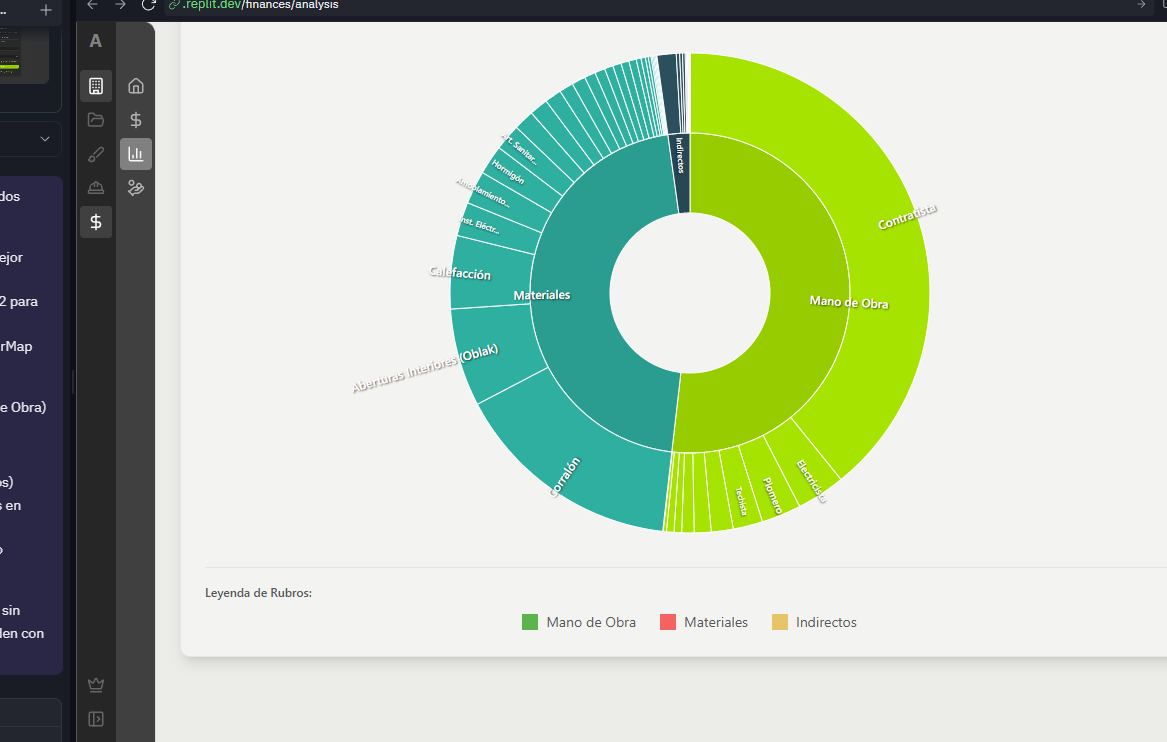 .replit.dev/finances/analysis
A
dos
ejor
2 para
rMap
e Obra)
os)
s en
o
sin
len con
Art. Sanitar...
Hormigón
Amoblamiento...
Inst. Eléctr...
Calefacción
Aberturas Interiores (Oblak)
Corralón
Materiales
Indirectos
Mano de Obra
Contratista
Electricista
Plomero
Techista
Leyenda de Rubros:
Mano de Obra
Materiales
Indirectos